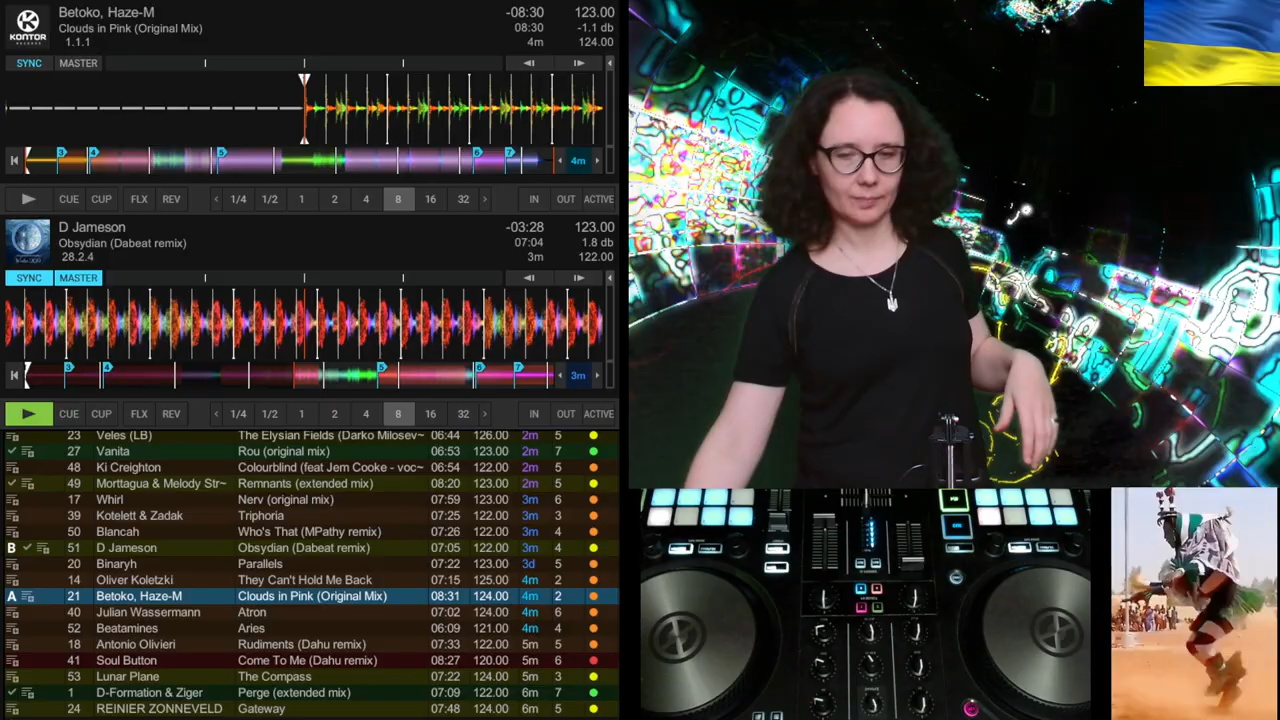 KONTOR
RECORDS
Betoko, Haze-M -08:30 123.00
Clouds in Pink (Original Mix) 08:30 -1.1 db
1.1.1 4m 124.00
SYNC MASTER
3 4 5 6 7 4m
CUE CUP FLX REV < 1/4 1/2 1 2 4 8 16 32 > IN OUT ACTIVE
D Jameson -03:28 123.00
Obsydian (Dabeat remix) 07:04 1.8 db
28.2.4 3m 122.00
SYNC MASTER
3 4 5 6 7 3m
CUE CUP FLX REV < 1/4 1/2 1 2 4 8 16 32 > IN OUT ACTIVE
23 Veles (LB) The Elysian Fields (Darko Milosev~ 06:44 126.00 2m 5
27 Vanita Rou (original mix) 06:53 123.00 2m 7
48 Ki Creighton Colourblind (feat Jem Cooke - voc~ 06:54 122.00 2m 5
49 Morttagua & Melody Str~ Remnants (extended mix) 08:20 123.00 2m 5
17 Whirl Nerv (original mix) 07:59 123.00 3m 6
39 Kotelett & Zadak Triphoria 07:25 123.00 3m 3
50 Blancah Who's That (MPathy remix) 07:26 122.00 3m 4
B 51 D Jameson Obsydian (Dabeat remix) 07:05 122.00 3m 4
20 Binaryh Parallels 07:22 123.00 3d 5
14 Oliver Koletzki They Can't Hold Me Back 07:15 125.00 4m 2
A 21 Betoko, Haze-M Clouds in Pink (Original Mix) 08:31 124.00 4m 2
40 Julian Wassermann Atron 07:02 124.00 4m 6
52 Beatamines Aries 06:09 121.00 4m 2
18 Antonio Olivieri Rudiments (Dahu remix) 07:33 122.00 5m 3
41 Soul Button Come To Me (Dahu remix) 08:27 120.00 5m 6
53 Lunar Plane The Compass 07:22 124.00 5m 3
1 D-Formation & Ziger Perge (extended mix) 07:09 122.00 6m 7
24 REINIER ZONNEVELD Gateway 07:48 124.00 6m 5